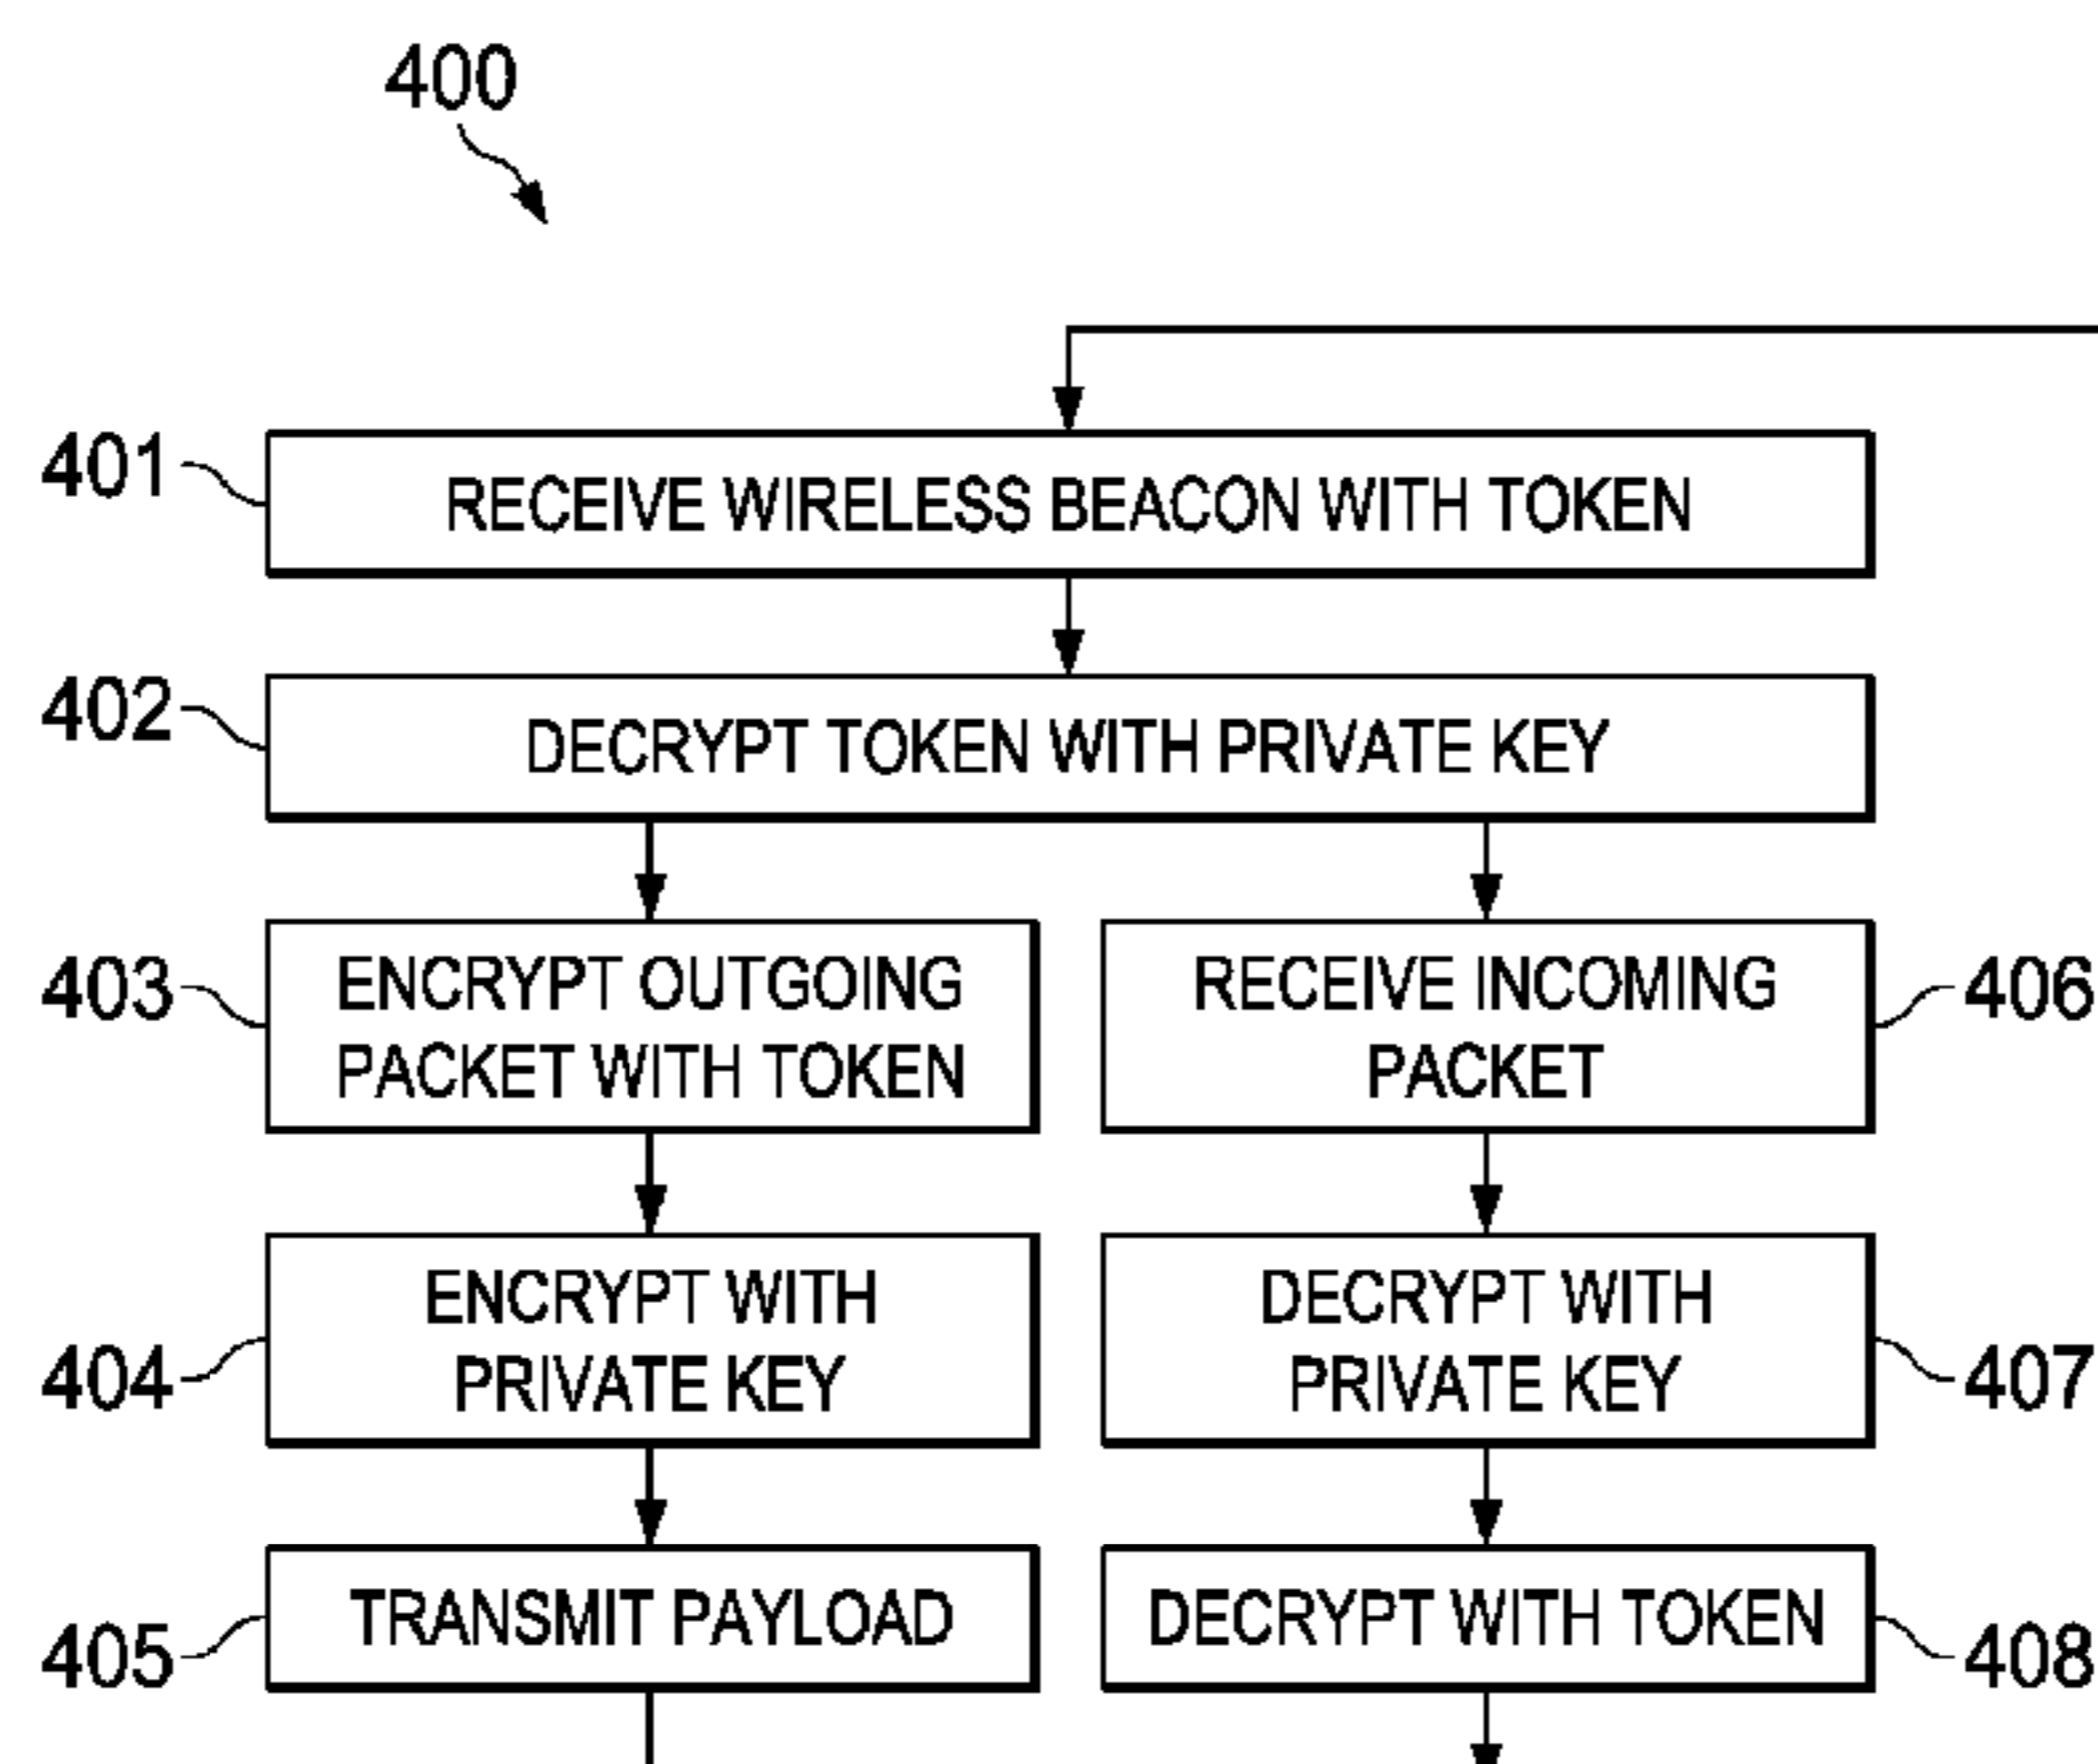 400
401
RECEIVE WIRELESS BEACON WITH TOKEN
402
DECRYPT TOKEN WITH PRIVATE KEY
403
ENCRYPT OUTGOING
PACKET WITH TOKEN
RECEIVE INCOMING
PACKET
406
404
ENCRYPT WITH
PRIVATE KEY
DECRYPT WITH
PRIVATE KEY
407
405
TRANSMIT PAYLOAD
DECRYPT WITH TOKEN
408